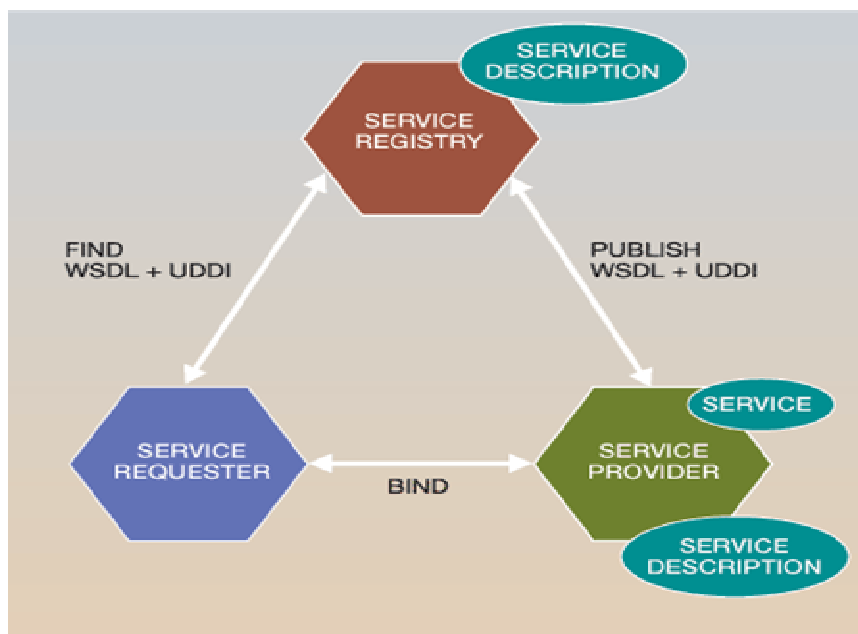 SERVICE
DESCRIPTION
SERVICE
REGISTRY
FIND
WSDL + UDDI
PUBLISH
WSDL + UDDI
SERVICE
SERVICE
REQUESTER
SERVICE
PROVIDER
BIND
SERVICE
DESCRIPTION